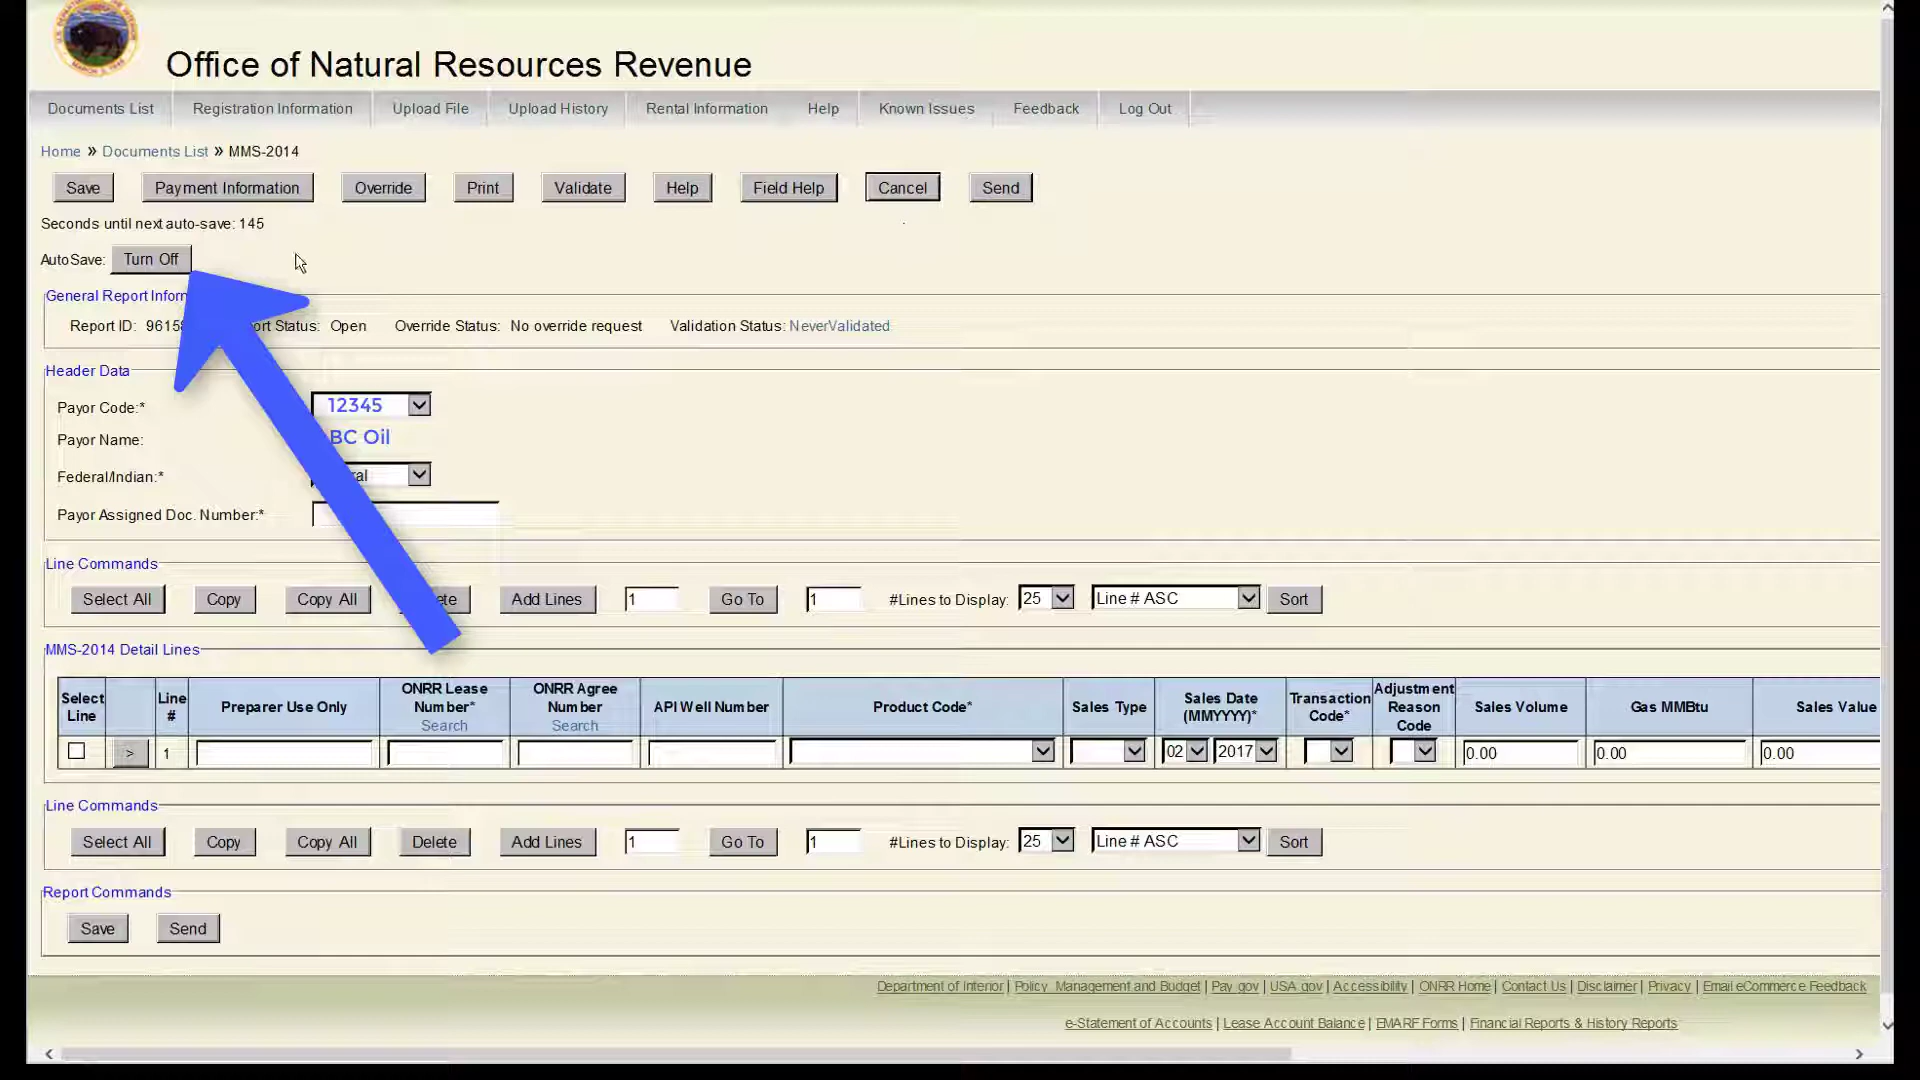 Office of Natural Resources Revenue
Documents List Registration Information Upload File Upload History Rental Information Help Known Issues Feedback Log Out
Home » Documents List » MMS-2014
Save Payment Information Override Print Validate Help Field Help Cancel Send
Seconds until next auto-save: 145
AutoSave: Turn Off
General Report
Report ID: Status: Open Override Status: No override request Validation Status: NeverValidated
Header Data
Payor Code:* 12345
Payor Name: BC Oil
Federal/Indian:*
Payor Assigned Doc. Number:*
Line Commands
Select All Copy Copy All Add Lines 1 Go To 1 #Lines to Display: 25 Line # ASC Sort
MMS-2014 Detail Lines
Select Line Line # Preparer Use Only ONRR Lease Number* Search ONRR Agree Number Search API Well Number Product Code* Sales Type Sales Date (MMYYYY)* Transaction Code* Adjustment Reason Code Sales Volume Gas MMBtu Sales Value
> 1 02 2017 0.00 0.00 0.00
Line Commands
Select All Copy Copy All Delete Add Lines 1 Go To 1 #Lines to Display: 25 Line # ASC Sort
Report Commands
Save Send
Department of Interior | Policy, Management and Budget | Pay.gov | USA.gov | Accessibility | ONRR Home | Contact Us | Disclaimer | Privacy | Email eCommerce Feedback
e-Statement of Accounts | Lease Account Balance | EMARF Forms | Financial Reports & History Reports